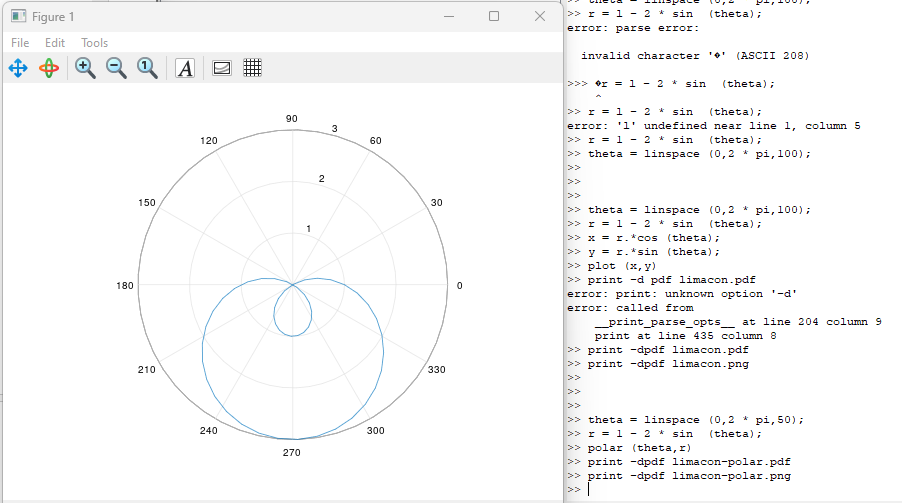 Figure 1
File Edit Tools
A
90
120
3
60
2
150
30
1
180
0
210
330
240
300
270
>> theta = linspace (0,2 * pi,100);
>> r = 1 - 2 * sin  (theta);
error: parse error:
invalid character '�' (ASCII 208)
>>> �r = 1 - 2 * sin  (theta);
^
>> r = l - 2 * sin  (theta);
error: 'l' undefined near line 1, column 5
>> r = 1 - 2 * sin  (theta);
>> theta = linspace (0,2 * pi,100);
>>
>>
>>
>> theta = linspace (0,2 * pi,100);
>> r = 1 - 2 * sin  (theta);
>> x = r.*cos (theta);
>> y = r.*sin (theta);
>> plot (x,y)
>> print -d pdf limacon.pdf
error: print: unknown option '-d'
error: called from
__print_parse_opts__ at line 204 column 9
print at line 435 column 8
>> print -dpdf limacon.pdf
>> print -dpdf limacon.png
>>
>>
>>
>> theta = linspace (0,2 * pi,50);
>> r = 1 - 2 * sin  (theta);
>> polar (theta,r)
>> print -dpdf limacon-polar.pdf
>> print -dpdf limacon-polar.png
>>